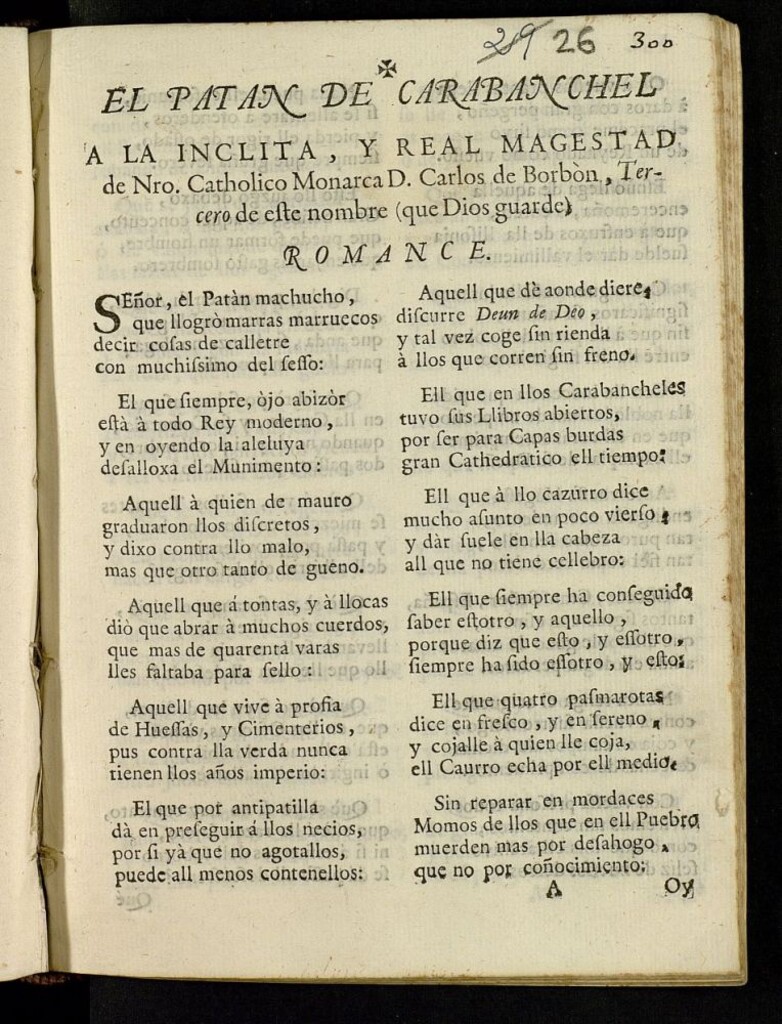 29 26 300
✠
EL PATAN DE CARABANCHEL
A LA INCLITA, Y REAL MAGESTAD
de Nro. Catholico Monarca D. Carlos de Borbòn, Ter-
cero de eſte nombre (que Dios guarde)
ROMANCE.
SEñor, el Patàn machucho,
que llogrò marras marruecos
decir coſas de calletre
con muchiſsimo del ſeſſo:
El que ſiempre, òjo abizòr
eſtà à todo Rey moderno,
y en oyendo la aleluya
deſalloxa el Munimento:
Aquell à quien de mauro
graduaron llos diſcretos,
y dixo contra llo malo,
mas que otro tanto de gueno.
Aquell que á tontas, y à llocas
diò que abrar à muchos cuerdos,
que mas de quarenta varas
lles faltaba para ſello:
Aquell que vive à profia
de Hueſſas, y Cimenterios,
pus contra lla verdà nunca
tienen llos años imperio:
El que por antipatilla
dà en preſeguir á llos necios,
por ſi yà que no agotallos,
puede all menos contenellos:
Aquell que dè aonde diere,
diſcurre Deun de Deo,
y tal vez coge ſin rienda
à llos que corren ſin freno.
Ell que en llos Carabancheles
tuvo ſus Llibros abiertos,
por ſer para Capas burdas
gran Cathedratico ell tiempo:
Ell que à llo cazurro dice
mucho aſunto en poco vierſo,
y dàr ſuele en lla cabeza
all que no tiene cellebro:
Ell que ſiempre ha conſeguido
ſaber eſtotro, y aquello,
porque diz que eſto, y eſſotro,
ſiempre ha ſido eſſotro, y eſto:
Ell que quatro paſmarotas
dice en freſco, y en ſereno,
y cojalle à quien lle coja,
ell Caurro echa por ell medio.
Sin reparar en mordaces
Momos de llos que en ell Puebro
muerden mas por deſahogo,
que no por coñocimiento:
A Oy